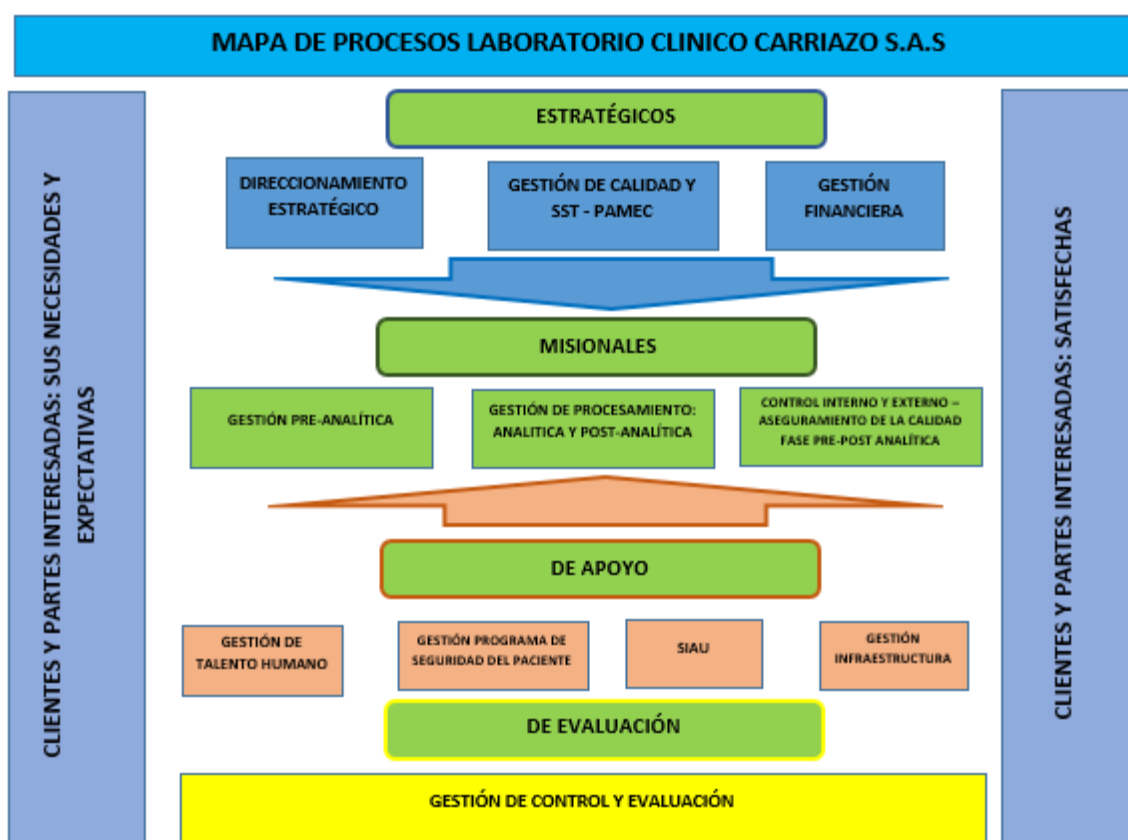 MAPA DE PROCESOS LABORATORIO CLINICO CARRIAZO S.A.S
CLIENTES Y PARTES INTERESADAS: SUS NECESIDADES Y
EXPECTATIVAS
ESTRATÉGICOS
DIRECCIONAMIENTO
ESTRATÉGICO
GESTIÓN DE CALIDAD Y
SST - PAMEC
GESTIÓN
FINANCIERA
MISIONALES
GESTIÓN PRE-ANALÍTICA
GESTIÓN DE PROCESAMIENTO:
ANALITICA Y POST-ANALÍTICA
CONTROL INTERNO Y EXTERNO –
ASEGURAMIENTO DE LA CALIDAD
FASE PRE-POST ANALÍTICA
DE APOYO
GESTIÓN DE
TALENTO HUMANO
GESTIÓN PROGRAMA DE
SEGURIDAD DEL PACIENTE
SIAU
GESTIÓN
INFRAESTRUCTURA
DE EVALUACIÓN
GESTIÓN DE CONTROL Y EVALUACIÓN
CLIENTES Y PARTES INTERESADAS: SATISFECHAS